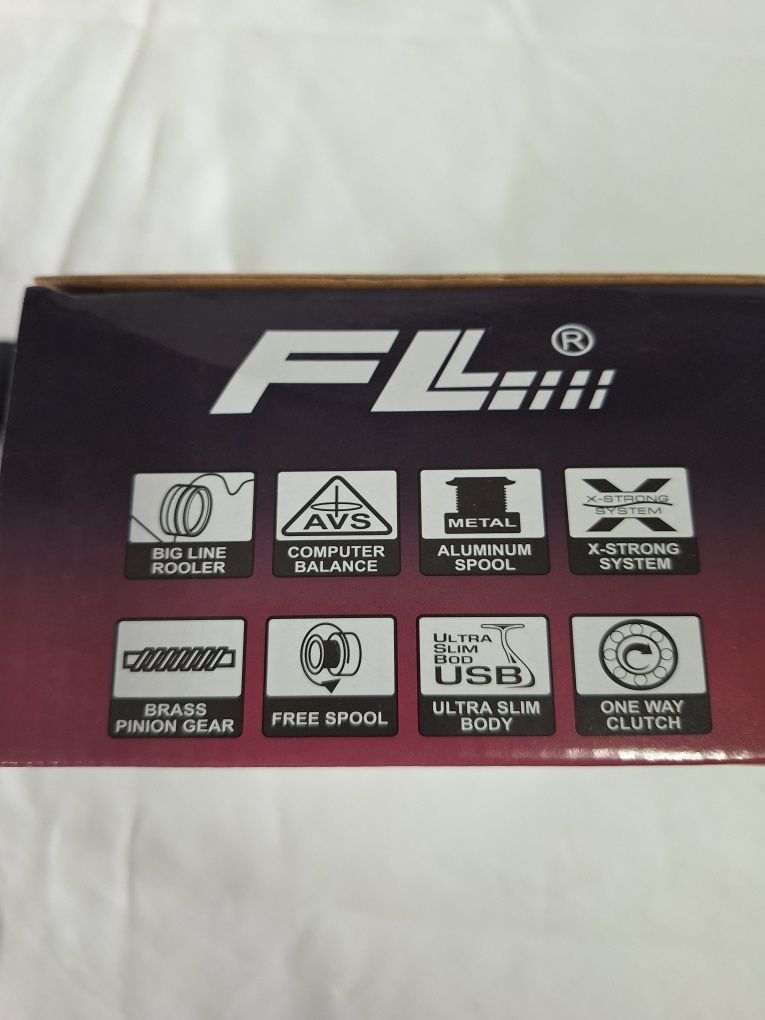 FLL ®
BIG LINE
ROOLER
AVS
COMPUTER
BALANCE
METAL
ALUMINUM
SPOOL
X-STRONG
SYSTEM
X-STRONG
SYSTEM
BRASS
PINION GEAR
FREE SPOOL
ULTRA
SLIM
BOD
USB
ULTRA SLIM
BODY
ONE WAY
CLUTCH